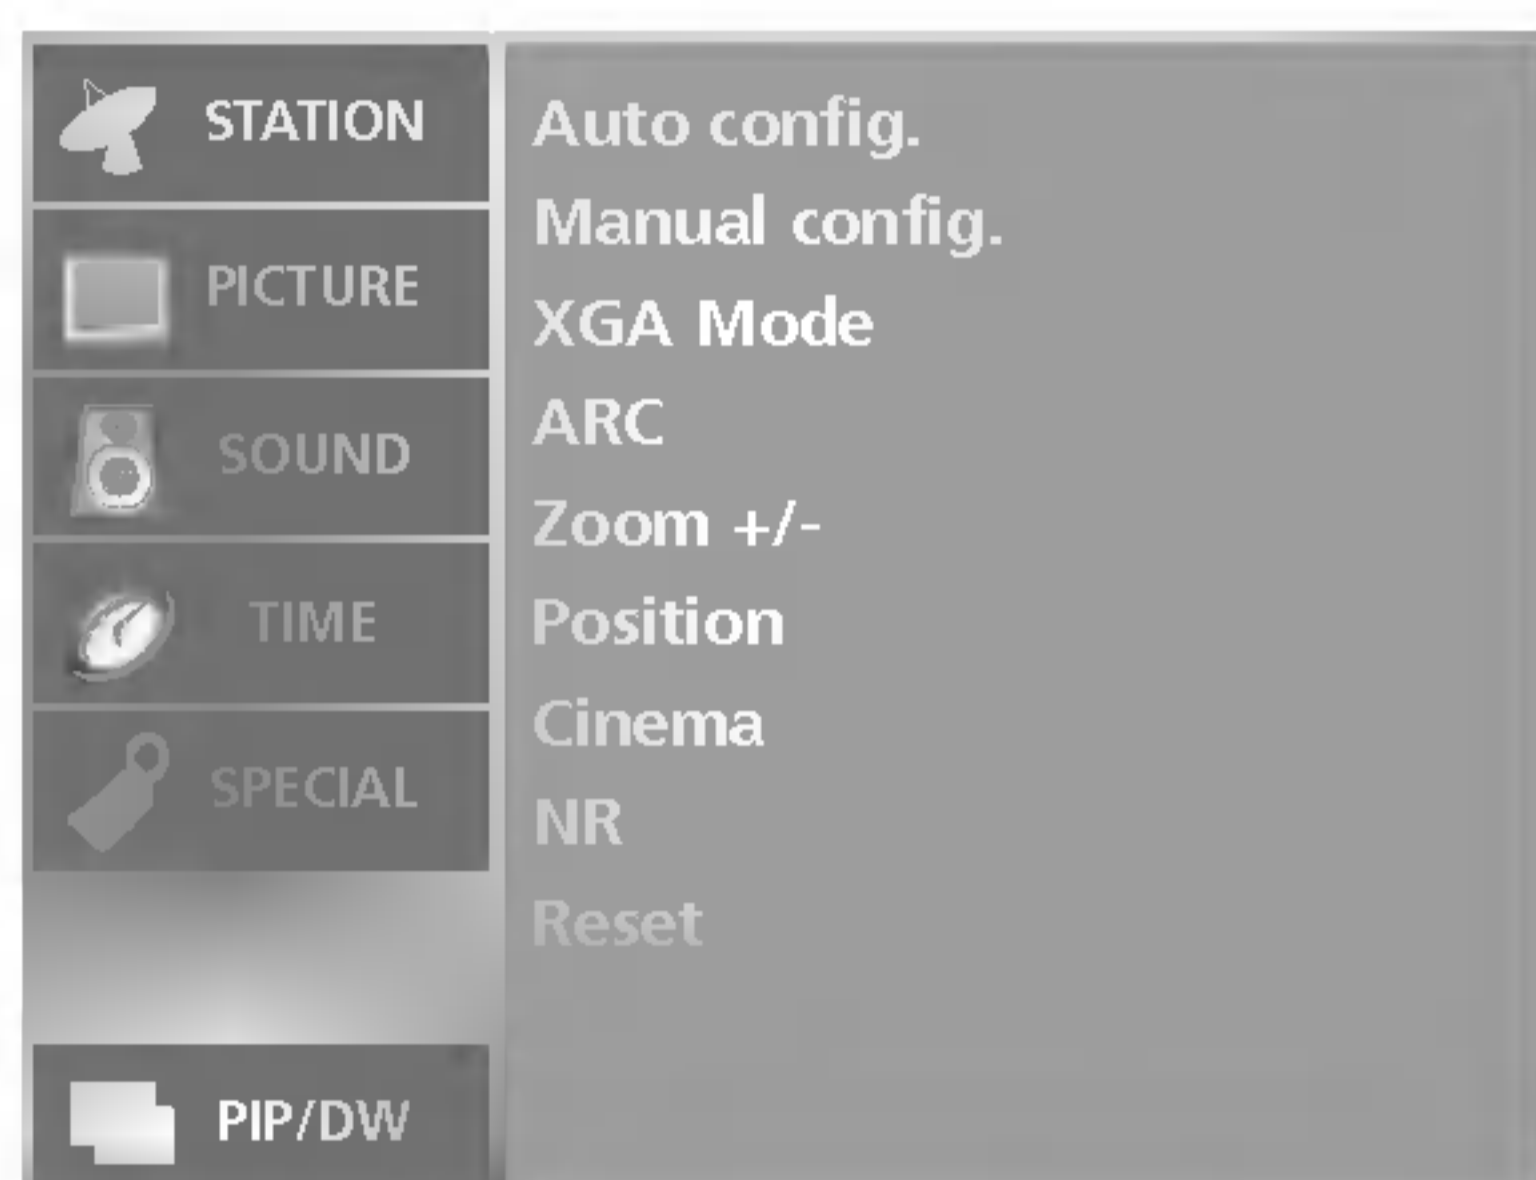 STATION
PICTURE
SOUND
TIME
SPECIAL
PIP/DW
Auto config.
Manual config.
XGA Mode
ARC
Zoom +/-
Position
Cinema
NR
Reset